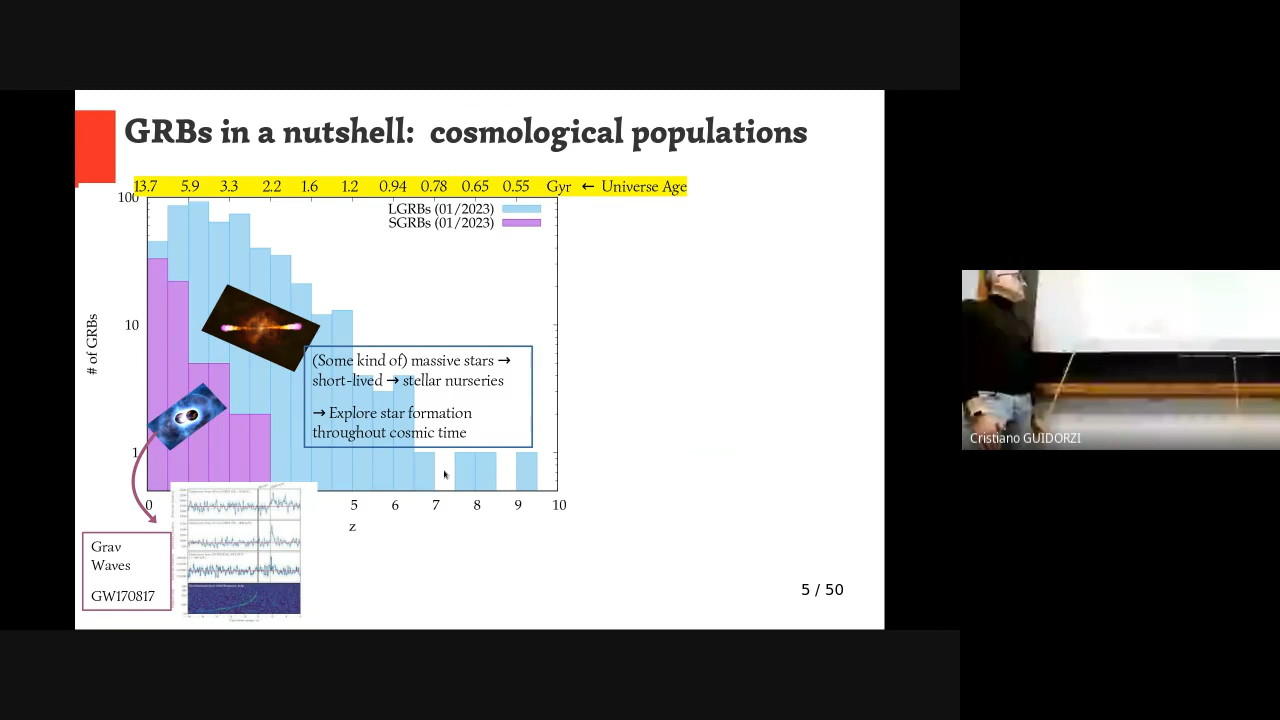 GRBs in a nutshell: cosmological populations
13.7 5.9 3.3 2.2 1.6 1.2 0.94 0.78 0.65 0.55 Gyr ← Universe Age
100
LGRBs (01/2023)
SGRBs (01/2023)
10
# of GRBs
(Some kind of) massive stars →
short-lived → stellar nurseries
→ Explore star formation
throughout cosmic time
1
0 5 6 7 8 9 10
z
Grav
Waves
GW170817
5 / 50
Cristiano GUIDORZI